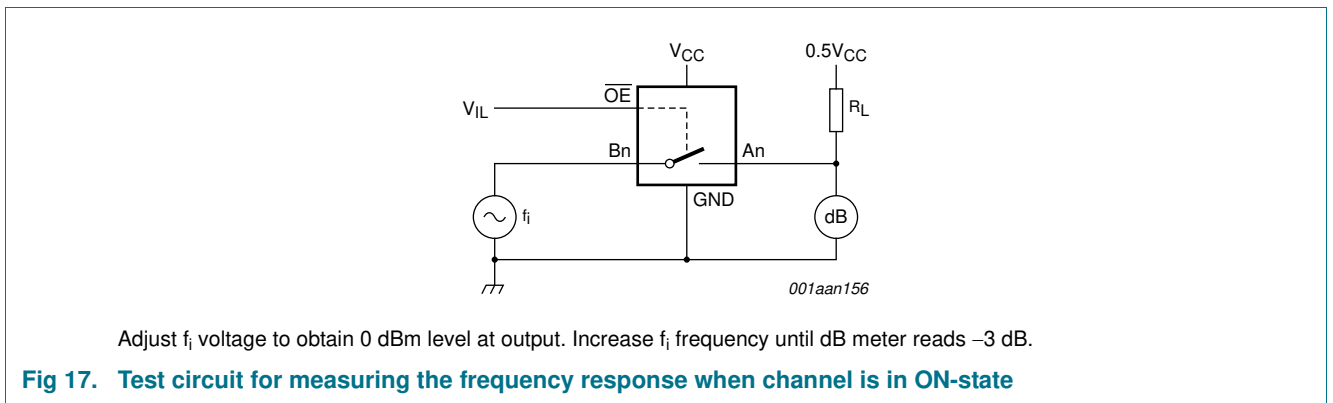 VCC
0.5VCC
OE
VIL
RL
Bn
An
GND
fi
dB
001aan156
Adjust fi voltage to obtain 0 dBm level at output. Increase fi frequency until dB meter reads −3 dB.
Fig 17. Test circuit for measuring the frequency response when channel is in ON-state